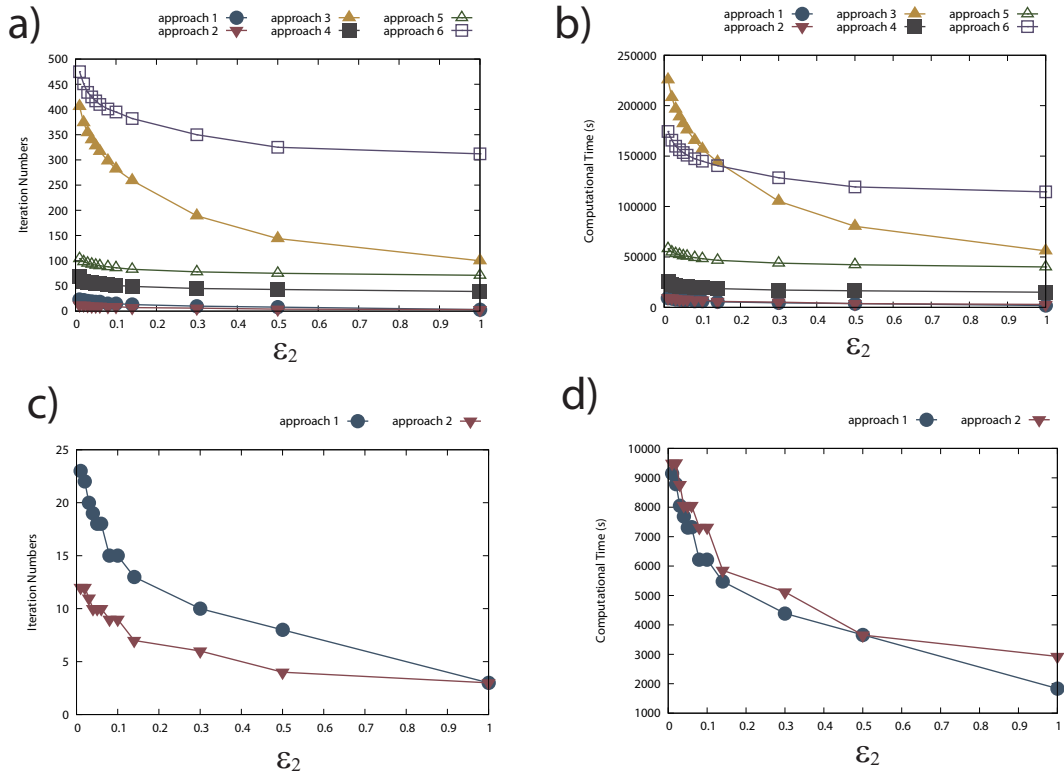 a)
approach 1 approach 3 approach 5
approach 2 approach 4 approach 6
500
450
400
350
300
250
200
150
100
50
0
Iteration Numbers
0 0.1 0.2 0.3 0.4 0.5 0.6 0.7 0.8 0.9 1
ε2
b)
approach 1 approach 3 approach 5
approach 2 approach 4 approach 6
250000
200000
150000
100000
50000
0
Computational Time (s)
0 0.1 0.2 0.3 0.4 0.5 0.6 0.7 0.8 0.9 1
ε2
c)
approach 1 approach 2
25
20
15
10
5
0
Iteration Numbers
0 0.1 0.2 0.3 0.4 0.5 0.6 0.7 0.8 0.9 1
ε2
d)
approach 1 approach 2
10000
9000
8000
7000
6000
5000
4000
3000
2000
1000
Computational Time (s)
0 0.1 0.2 0.3 0.4 0.5 0.6 0.7 0.8 0.9 1
ε2